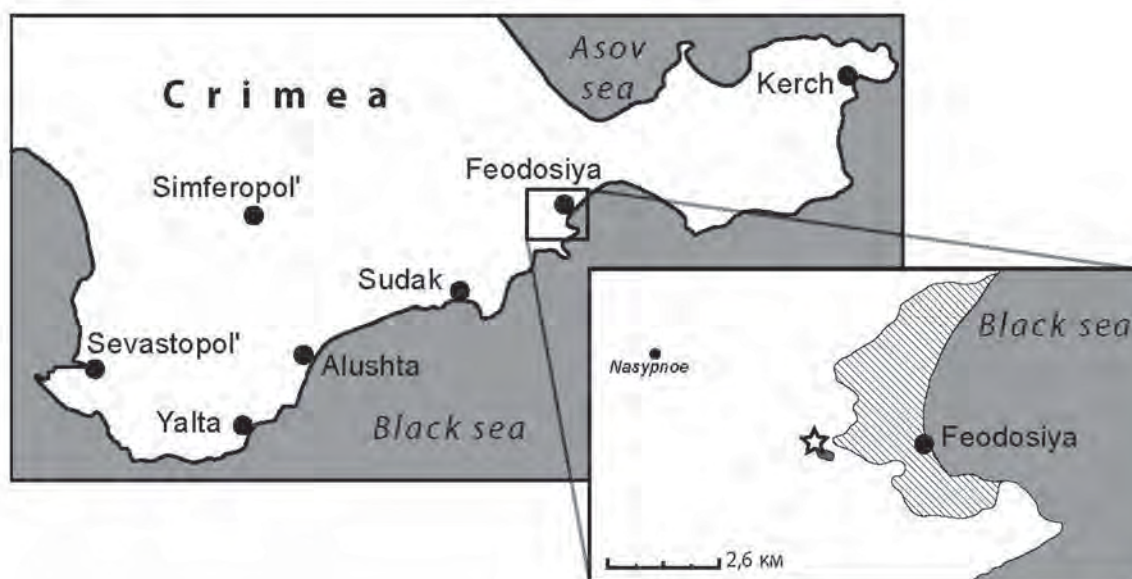 Asov
sea
Crimea
Kerch
Feodosiya
Simferopol'
Sudak
Sevastopol'
Alushta
Yalta
Black sea
Black sea
Nasypnoe
Feodosiya
2,6 км